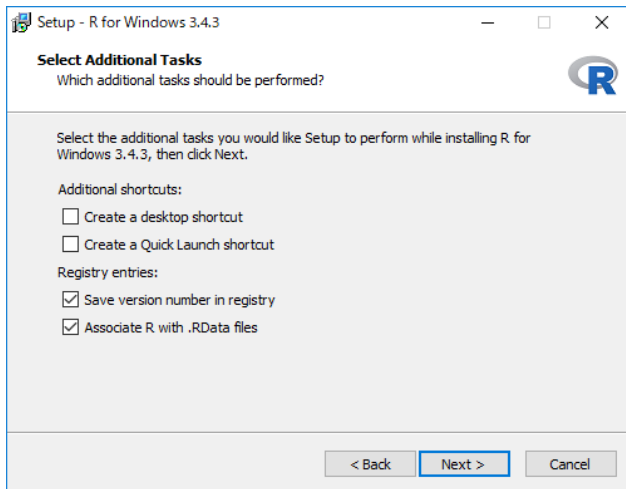 Setup - R for Windows 3.4.3
Select Additional Tasks
Which additional tasks should be performed?
R
Select the additional tasks you would like Setup to perform while installing R for
Windows 3.4.3, then click Next.
Additional shortcuts:
Create a desktop shortcut
Create a Quick Launch shortcut
Registry entries:
Save version number in registry
Associate R with .RData files
< Back
Next >
Cancel